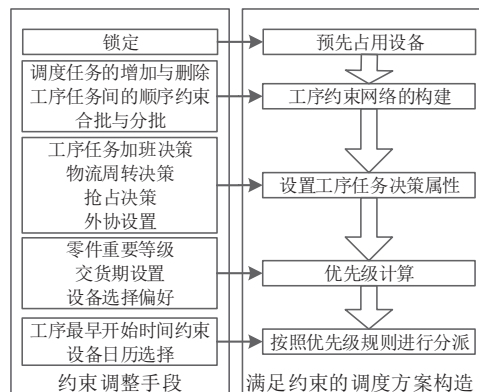 锁定
预先占用设备
调度任务的增加与删除
工序任务间的顺序约束
合批与分批
工序约束网络的构建
工序任务加班决策
物流周转决策
抢占决策
外协设置
设置工序任务决策属性
零件重要等级
交货期设置
设备选择偏好
优先级计算
工序最早开始时间约束
设备日历选择
按照优先级规则进行分派
约束调整手段
满足约束的调度方案构造